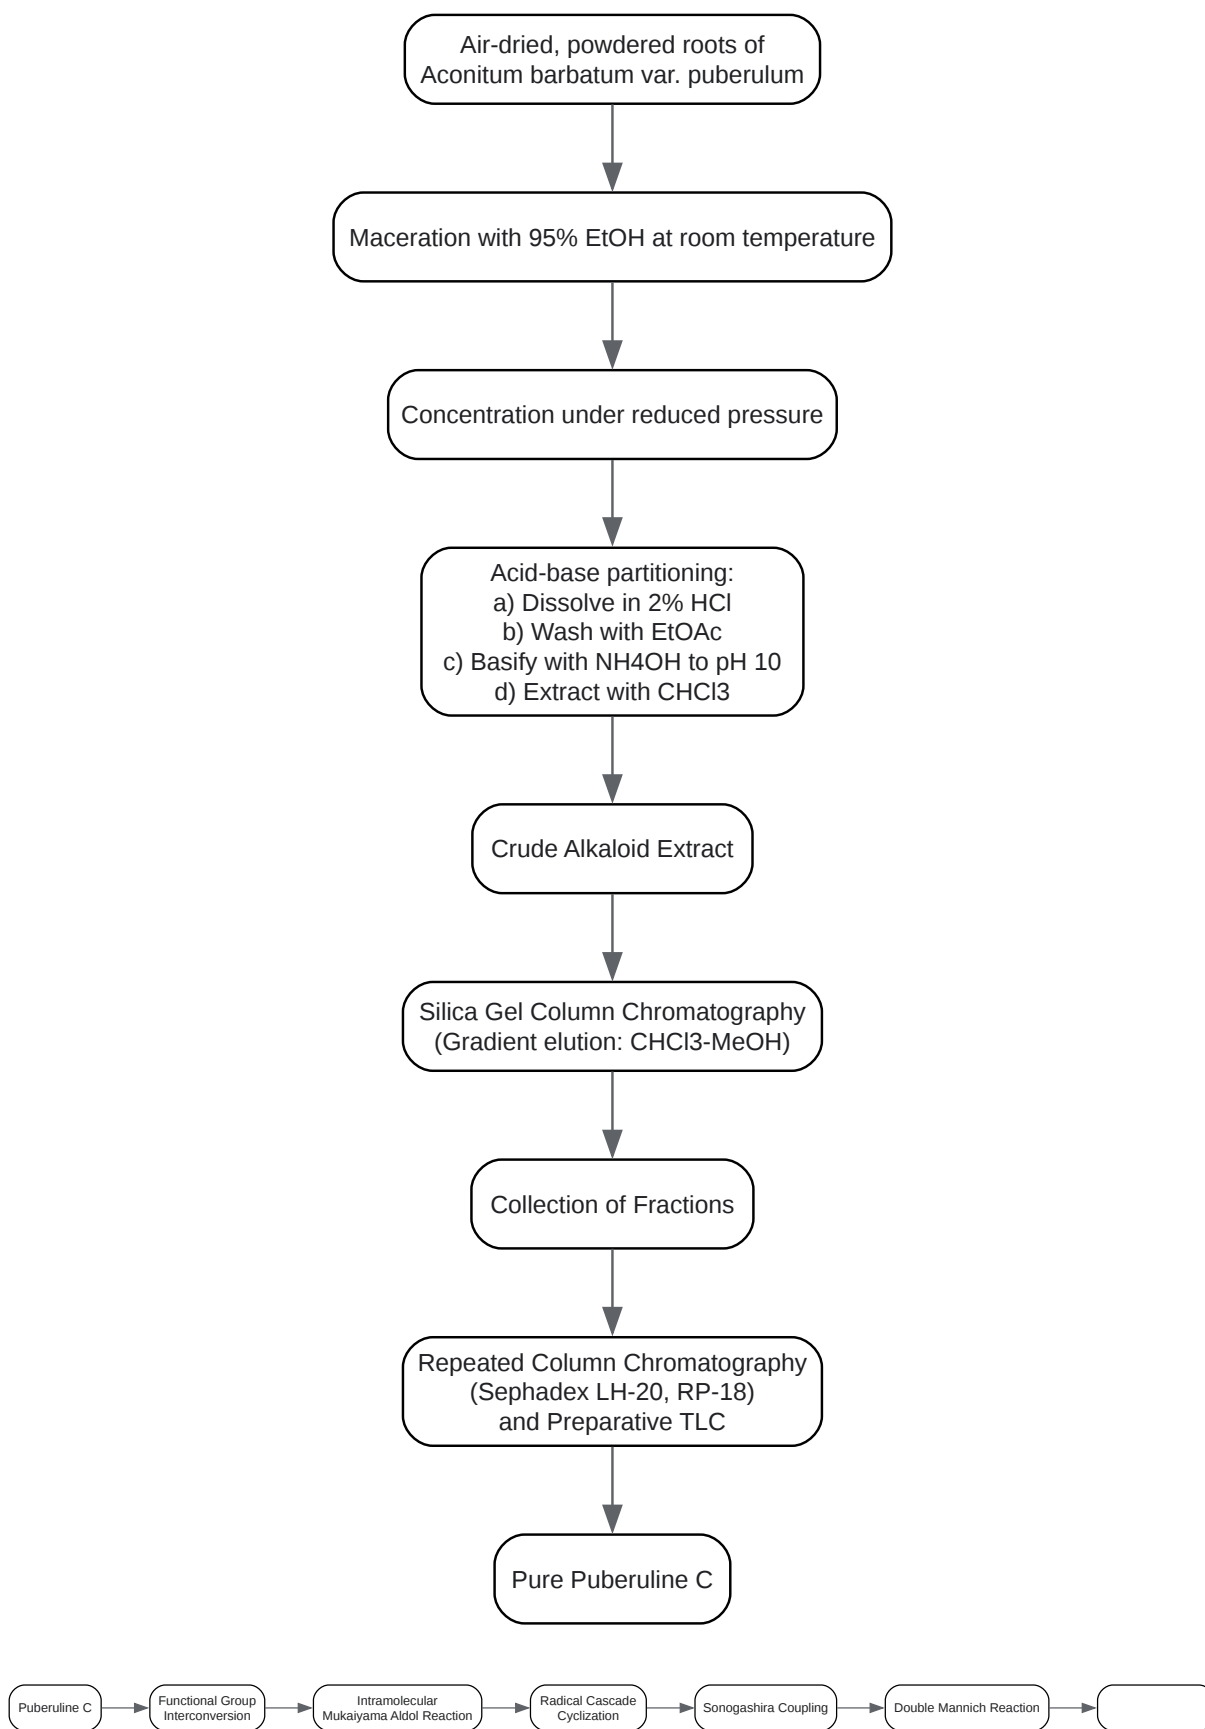 Air-dried, powdered roots of
Aconitum barbatum var. puberulum
Maceration with 95% EtOH at room temperature
Concentration under reduced pressure
Acid-base partitioning:
a) Dissolve in 2% HCl
b) Wash with EtOAc
c) Basify with NH4OH to pH 10
d) Extract with CHCl3
Crude Alkaloid Extract
Silica Gel Column Chromatography
(Gradient elution: CHCl3-MeOH)
Collection of Fractions
Repeated Column Chromatography
(Sephadex LH-20, RP-18)
and Preparative TLC
Pure Puberuline C
Puberuline C
Functional Group
Interconversion
Intramolecular
Mukaiyama Aldol Reaction
Radical Cascade
Cyclization
Sonogashira Coupling
Double Mannich Reaction